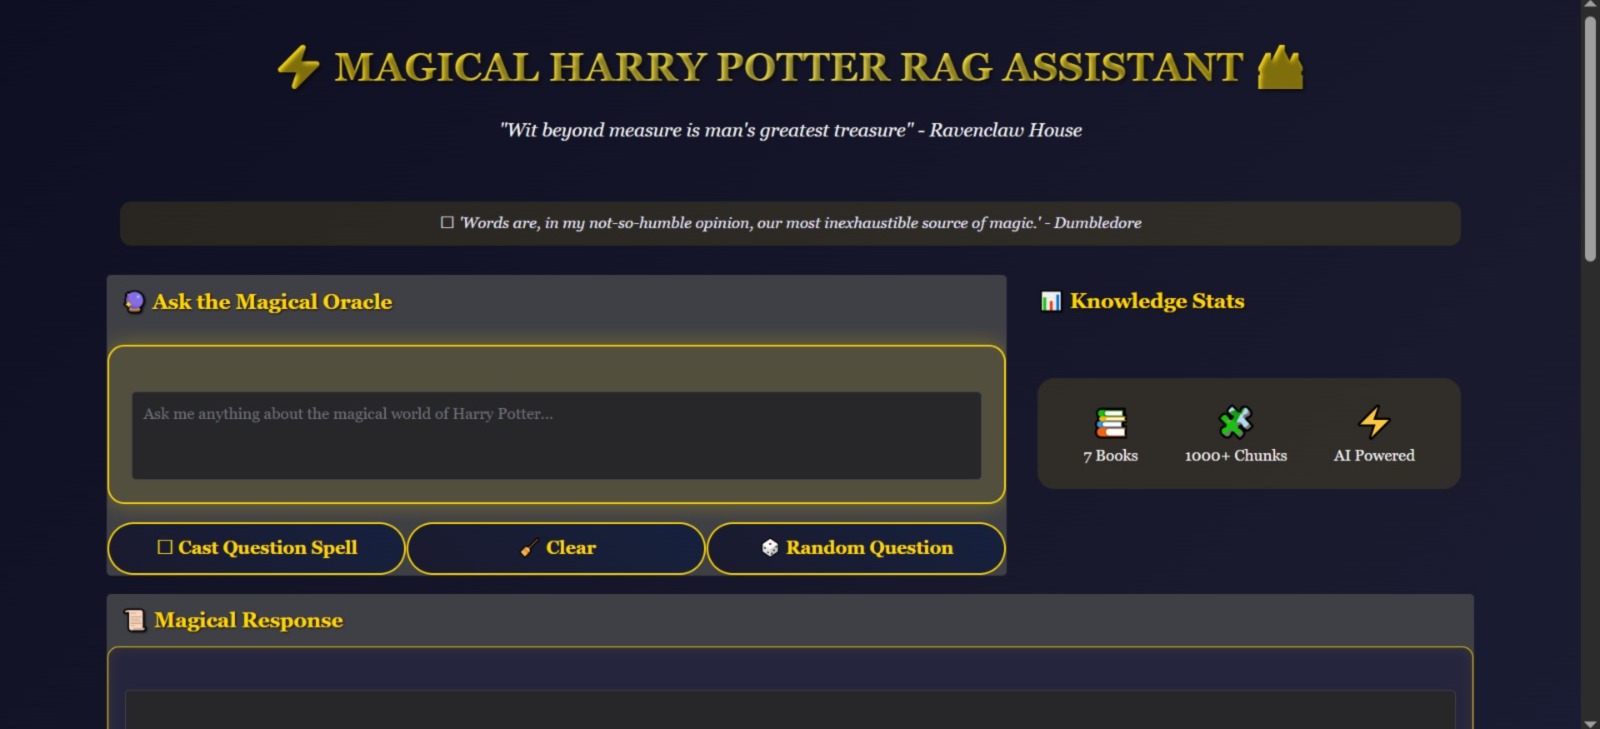 ⚡ MAGICAL HARRY POTTER RAG ASSISTANT 🏰
"Wit beyond measure is man's greatest treasure" - Ravenclaw House
☐ 'Words are, in my not-so-humble opinion, our most inexhaustible source of magic.' - Dumbledore
🔮 Ask the Magical Oracle
Ask me anything about the magical world of Harry Potter...
☐ Cast Question Spell
🧹 Clear
🎲 Random Question
📊 Knowledge Stats
7 Books
1000+ Chunks
AI Powered
📜 Magical Response